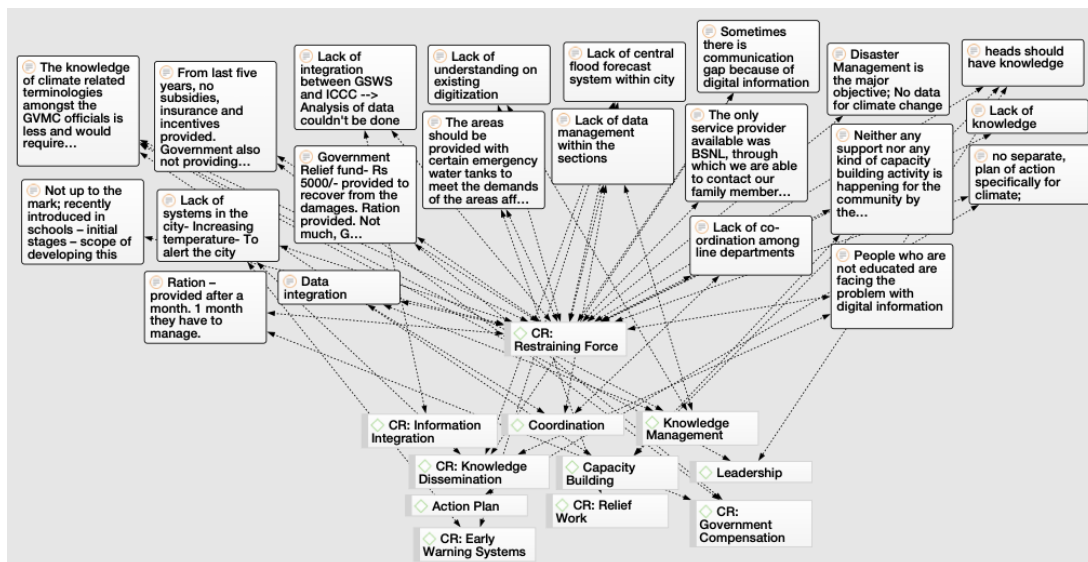 The knowledge
of climate related
terminologies
amongst the
GVMC officials is
less and would
require...
From last five
years, no
subsidies,
insurance and
incentives
provided.
Government also
not providing...
Lack of
integration
between GSWS
and ICCC -->
Analysis of data
couldn't be done
Lack of
understanding on
existing
digitization
Lack of central
flood forecast
system within city
Sometimes
there is
communication
gap because of
digital information
Disaster
Management is the
major
objective; No data
for climate change
heads should
have knowledge
Lack of
knowledge
no separate,
plan of action
specifically for
climate;
Not up to the
mark; recently
introduced in
schools – initial
stages – scope of
developing this
Lack of
systems in the
city- Increasing
temperature- To
alert the city
Government
Relief fund- Rs
5000/- provided to
recover from the
damages. Ration
provided. Not
much, G...
The areas
should be
provided with
certain emergency
water tanks to
meet the demands
of the areas aff...
Lack of data
management
within the
sections
The only
service provider
available was
BSNL, through
which we are able
to contact our
family member...
Neither any
support nor any
kind of capacity
building activity is
happening for the
community by
the...
Lack of co-
ordination among
line departments
People who are
not educated are
facing the
problem with
digital information
Ration –
provided after a
month. 1 month
they have to
manage.
Data
integration
CR:
Restraining Force
CR: Information
Integration
Coordination
Knowledge
Management
CR: Knowledge
Dissemination
Capacity
Building
Leadership
Action Plan
CR: Relief
Work
CR:
Government
Compensation
CR: Early
Warning Systems